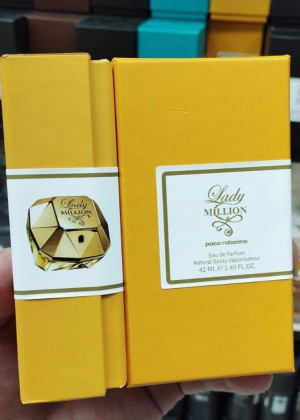 Lady
MILLION
Lady
MILLION
paco rabanne
Eau de Parfum
Natural Spray Vaporisateur
42 ML.℮ 1.40 FL.OZ.